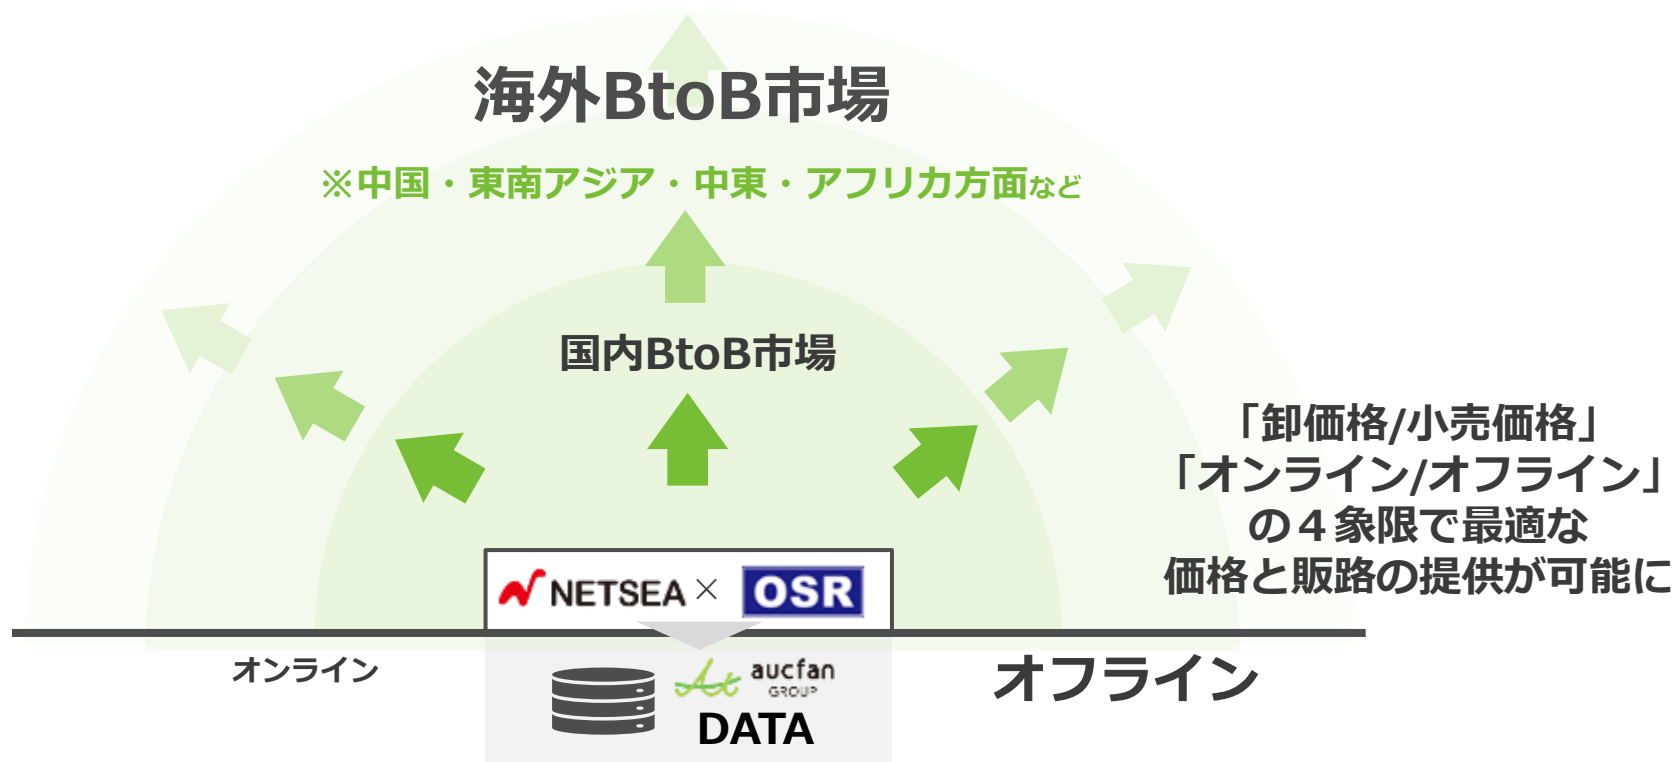 海外BtoB市場
※中国・東南アジア・中東・アフリカ方面など
国内BtoB市場
「卸価格/小売価格」
「オンライン/オフライン」
の４象限で最適な
価格と販路の提供が可能に
NETSEA × OSR
オンライン
aucfan
GROUP
DATA
オフライン